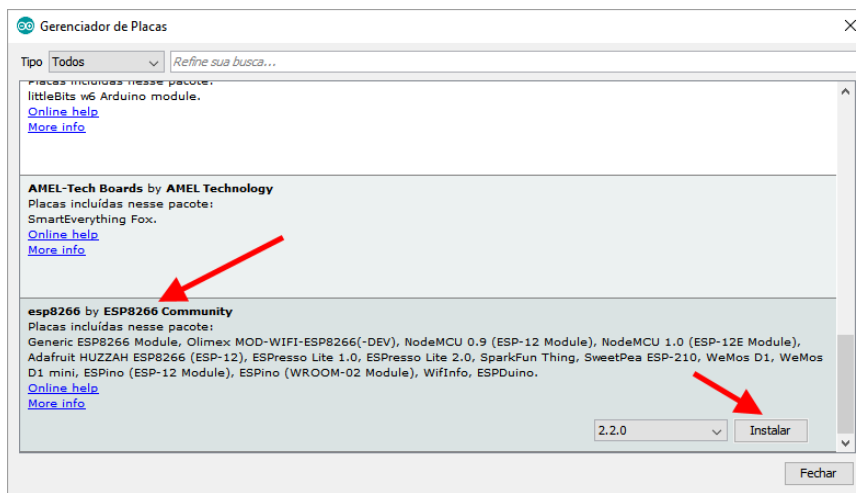 Gerenciador de Placas
Tipo Todos Refine sua busca...
Placas incluídas nesse pacote:
littleBits w6 Arduino module.
Online help
More info
AMEL-Tech Boards by AMEL Technology
Placas incluídas nesse pacote:
SmartEverything Fox.
Online help
More info
esp8266 by ESP8266 Community
Placas incluídas nesse pacote:
Generic ESP8266 Module, Olimex MOD-WIFI-ESP8266(-DEV), NodeMCU 0.9 (ESP-12 Module), NodeMCU 1.0 (ESP-12E Module),
Adafruit HUZZAH ESP8266 (ESP-12), ESPresso Lite 1.0, ESPresso Lite 2.0, SparkFun Thing, SweetPea ESP-210, WeMos D1, WeMos
D1 mini, ESPino (ESP-12 Module), ESPino (WROOM-02 Module), WifInfo, ESPDuino.
Online help
More info
2.2.0 Instalar
Fechar